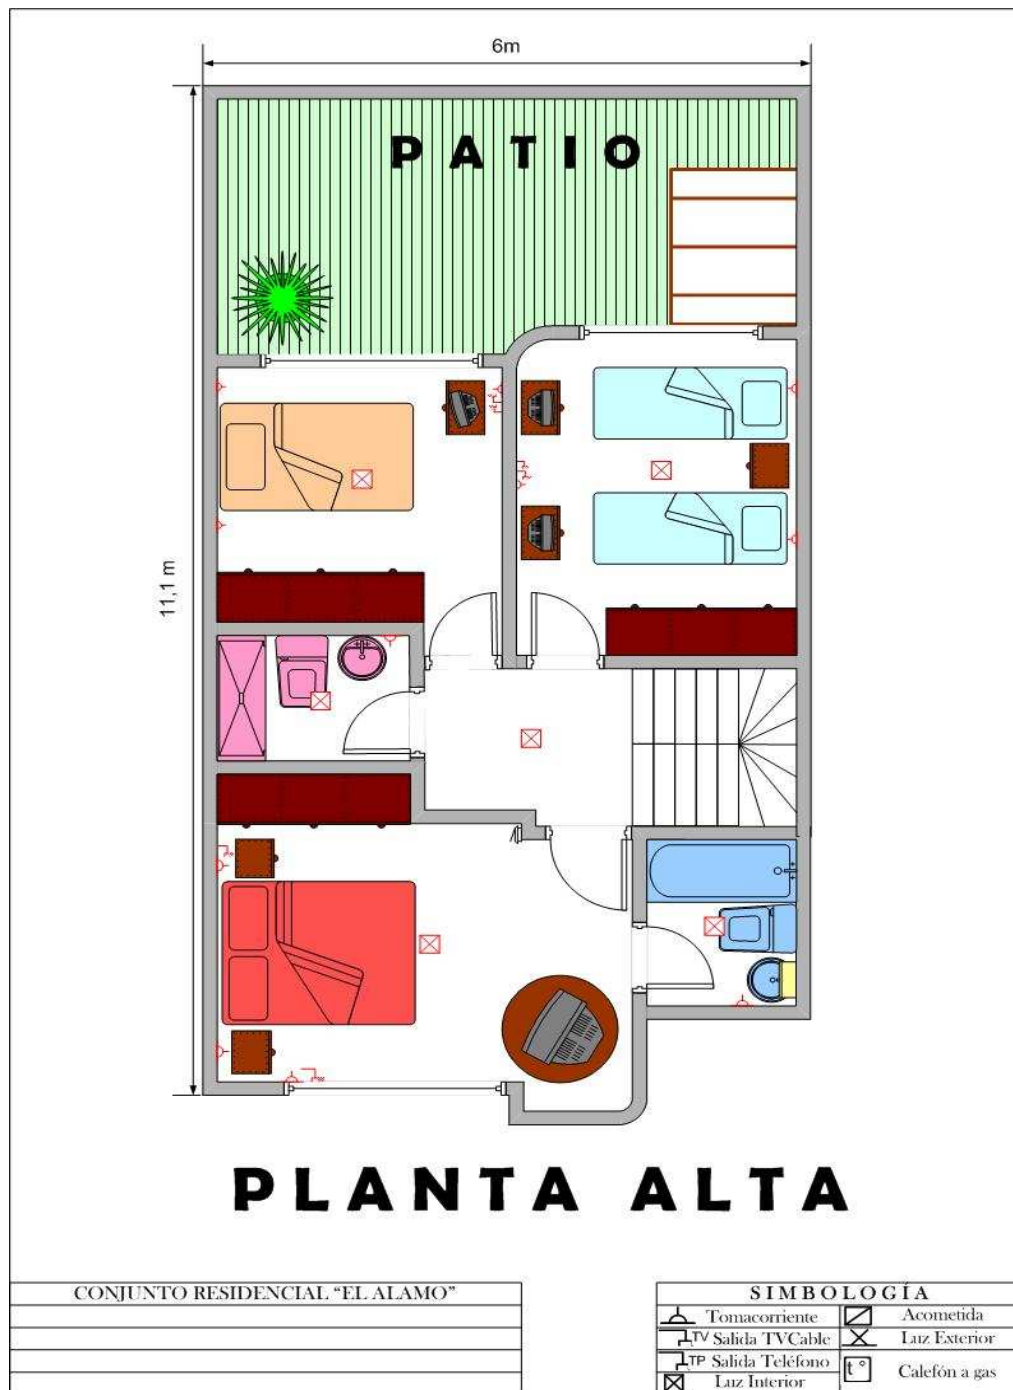 6m
PATIO
11,1 m
PLANTA ALTA
CONJUNTO RESIDENCIAL “EL ALAMO”
SIMBOLOGÍA
Tomacorriente
Acometida
TV Salida TVCable
Luz Exterior
TP Salida Teléfono
t° Calefón a gas
Luz Interior